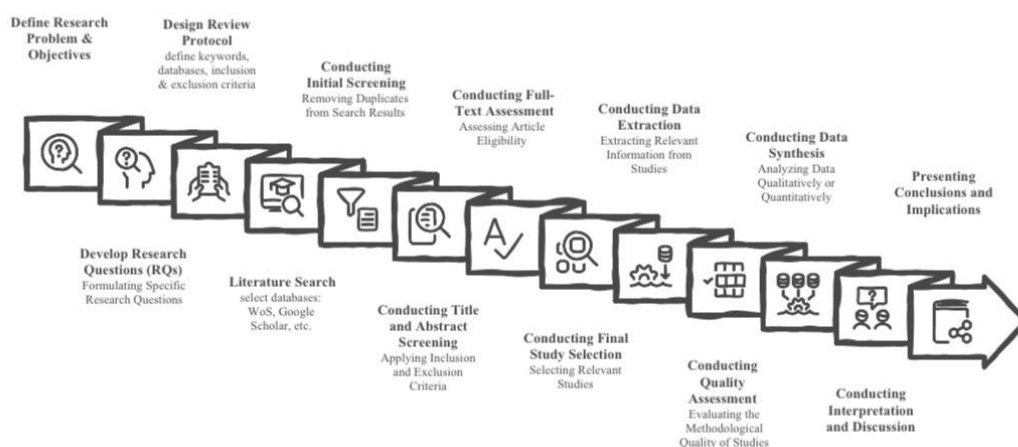 Define Research
Problem &
Objectives
Develop Research
Questions (RQs)
Formulating Specific
Research Questions
Design Review
Protocol
define keywords,
databases, inclusion
& exclusion criteria
Literature Search
select databases:
WoS, Google
Scholar, etc.
Conducting
Initial Screening
Removing Duplicates
from Search Results
Conducting Title
and Abstract
Screening
Applying Inclusion
and Exclusion
Criteria
Conducting Full-
Text Assessment
Assessing Article
Eligibility
Conducting Final
Study Selection
Selecting Relevant
Studies
Conducting Data
Extraction
Extracting Relevant
Information from
Studies
Conducting
Quality
Assessment
Evaluating the
Methodological
Quality of Studies
Conducting Data
Synthesis
Analyzing Data
Qualitatively or
Quantitatively
Conducting
Interpretation
and Discussion
Presenting
Conclusions and
Implications